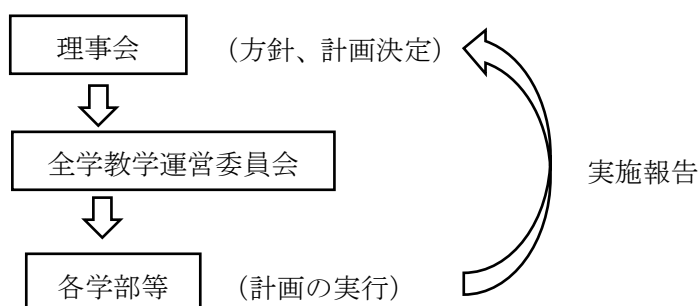 理事会 (方針、計画決定)
全学教学運営委員会
実施報告
各学部等 (計画の実行)